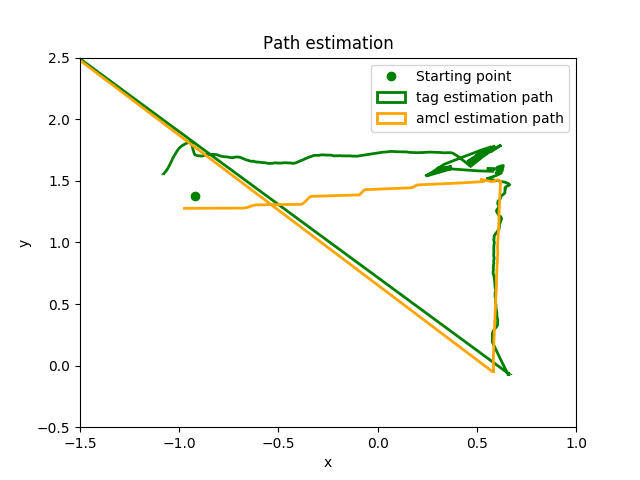 Path estimation
Starting point
tag estimation path
amcl estimation path
2.5
2.0
1.5
1.0
0.5
0.0
−0.5
y
−1.5 −1.0 −0.5 0.0 0.5 1.0
x